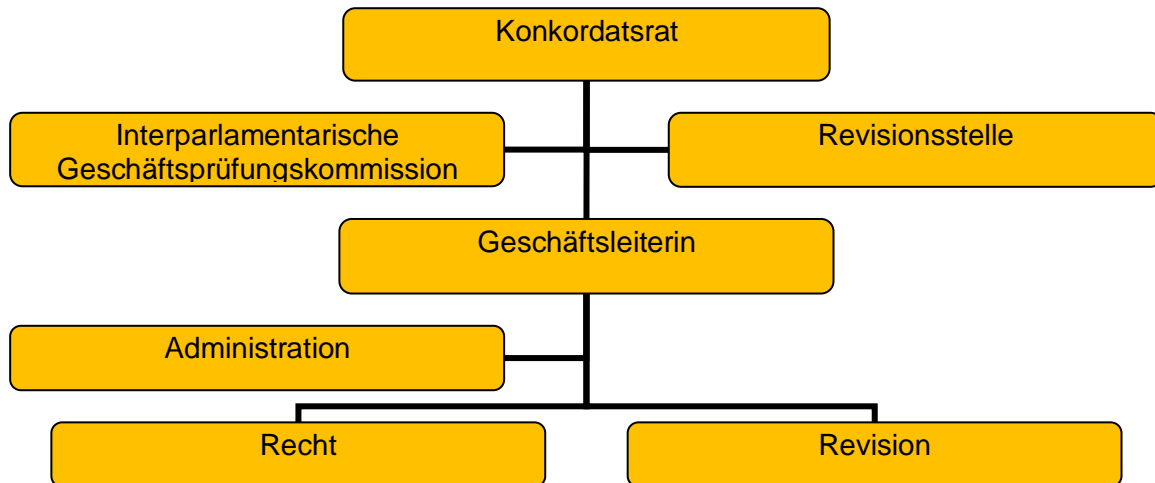 Konkordatsrat
Interparlamentarische
Geschäftsprüfungskommission
Revisionsstelle
Geschäftsleiterin
Administration
Recht
Revision